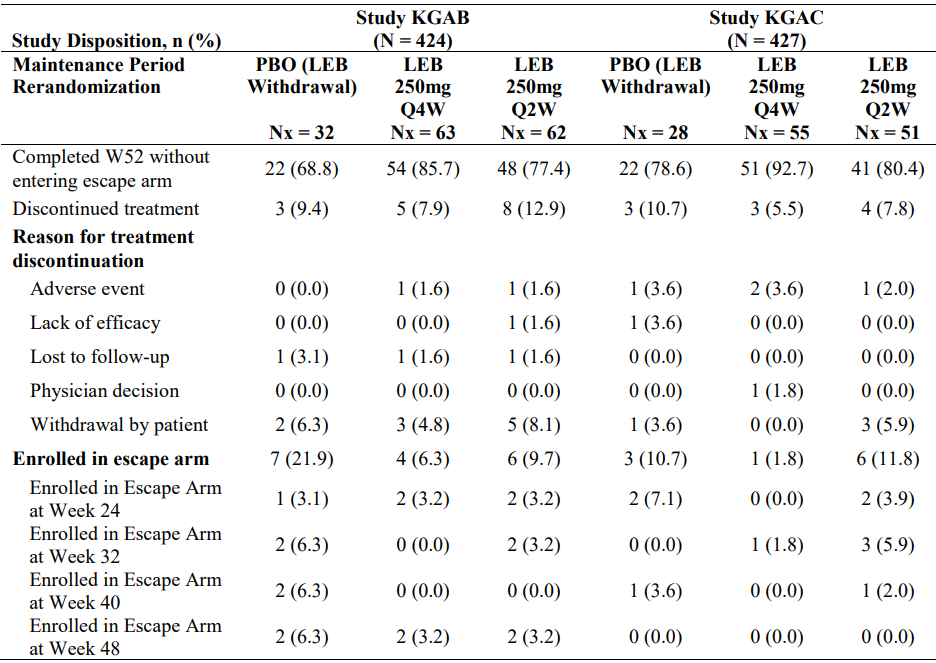 Study KGAB Study KGAC
Study Disposition, n (%) (N = 424) (N = 427)
Maintenance Period PBO (LEB LEB LEB PBO (LEB LEB LEB
Rerandomization Withdrawal) 250mg 250mg Withdrawal) 250mg 250mg
Q4W Q2W Q4W Q2W
Nx = 32 Nx = 63 Nx = 62 Nx = 28 Nx = 55 Nx = 51
Completed W52 without
entering escape arm 22 (68.8) 54 (85.7) 48 (77.4) 22 (78.6) 51 (92.7) 41 (80.4)
Discontinued treatment 3 (9.4) 5 (7.9) 8 (12.9) 3 (10.7) 3 (5.5) 4 (7.8)
Reason for treatment
discontinuation
Adverse event 0 (0.0) 1 (1.6) 1 (1.6) 1 (3.6) 2 (3.6) 1 (2.0)
Lack of efficacy 0 (0.0) 0 (0.0) 1 (1.6) 1 (3.6) 0 (0.0) 0 (0.0)
Lost to follow-up 1 (3.1) 1 (1.6) 1 (1.6) 0 (0.0) 0 (0.0) 0 (0.0)
Physician decision 0 (0.0) 0 (0.0) 0 (0.0) 0 (0.0) 1 (1.8) 0 (0.0)
Withdrawal by patient 2 (6.3) 3 (4.8) 5 (8.1) 1 (3.6) 0 (0.0) 3 (5.9)
Enrolled in escape arm 7 (21.9) 4 (6.3) 6 (9.7) 3 (10.7) 1 (1.8) 6 (11.8)
Enrolled in Escape Arm
at Week 24 1 (3.1) 2 (3.2) 2 (3.2) 2 (7.1) 0 (0.0) 2 (3.9)
Enrolled in Escape Arm
at Week 32 2 (6.3) 0 (0.0) 2 (3.2) 0 (0.0) 1 (1.8) 3 (5.9)
Enrolled in Escape Arm
at Week 40 2 (6.3) 0 (0.0) 0 (0.0) 1 (3.6) 0 (0.0) 1 (2.0)
Enrolled in Escape Arm
at Week 48 2 (6.3) 2 (3.2) 2 (3.2) 0 (0.0) 0 (0.0) 0 (0.0)